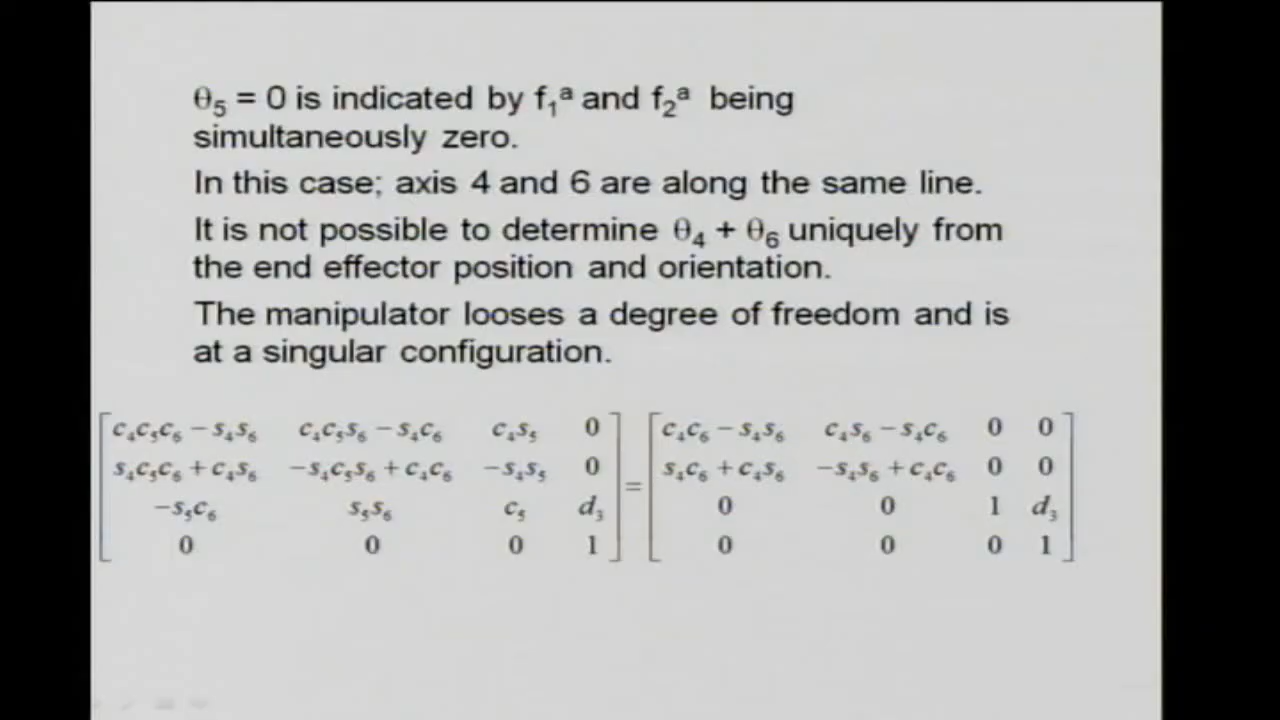 θ₅ = 0 is indicated by f₁ᵃ and f₂ᵃ being
simultaneously zero.
In this case; axis 4 and 6 are along the same line.
It is not possible to determine θ₄ + θ₆ uniquely from
the end effector position and orientation.
The manipulator looses a degree of freedom and is
at a singular configuration.
[c₄c₅c₆ − s₄s₆ c₄c₅s₆ − s₄c₆ c₄s₅ 0] [c₄c₆ − s₄s₆ c₄s₆ − s₄c₆ 0 0]
[s₄c₅c₆ + c₄s₆ −s₄c₅s₆ + c₄c₆ −s₄s₅ 0] = [s₄c₆ + c₄s₆ −s₄s₆ + c₄c₆ 0 0]
[−s₅c₆ s₅s₆ c₅ d₃] [0 0 1 d₃]
[0 0 0 1] [0 0 0 1]